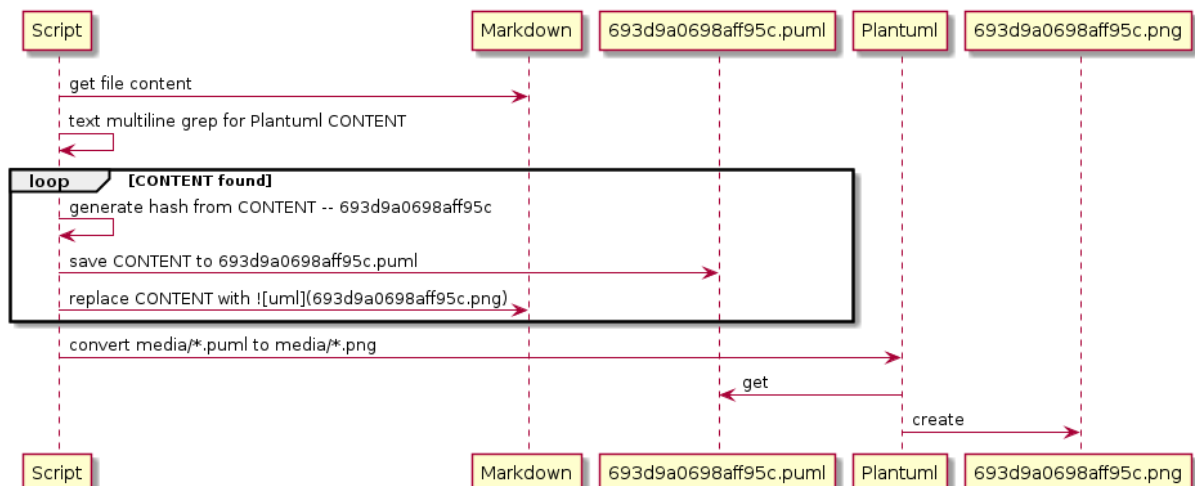 Script
Markdown
693d9a0698aff95c.puml
Plantuml
693d9a0698aff95c.png
get file content
text multiline grep for Plantuml CONTENT
loop [CONTENT found]
generate hash from CONTENT -- 693d9a0698aff95c
save CONTENT to 693d9a0698aff95c.puml
replace CONTENT with ![uml](693d9a0698aff95c.png)
convert media/*.puml to media/*.png
get
create
Script
Markdown
693d9a0698aff95c.puml
Plantuml
693d9a0698aff95c.png